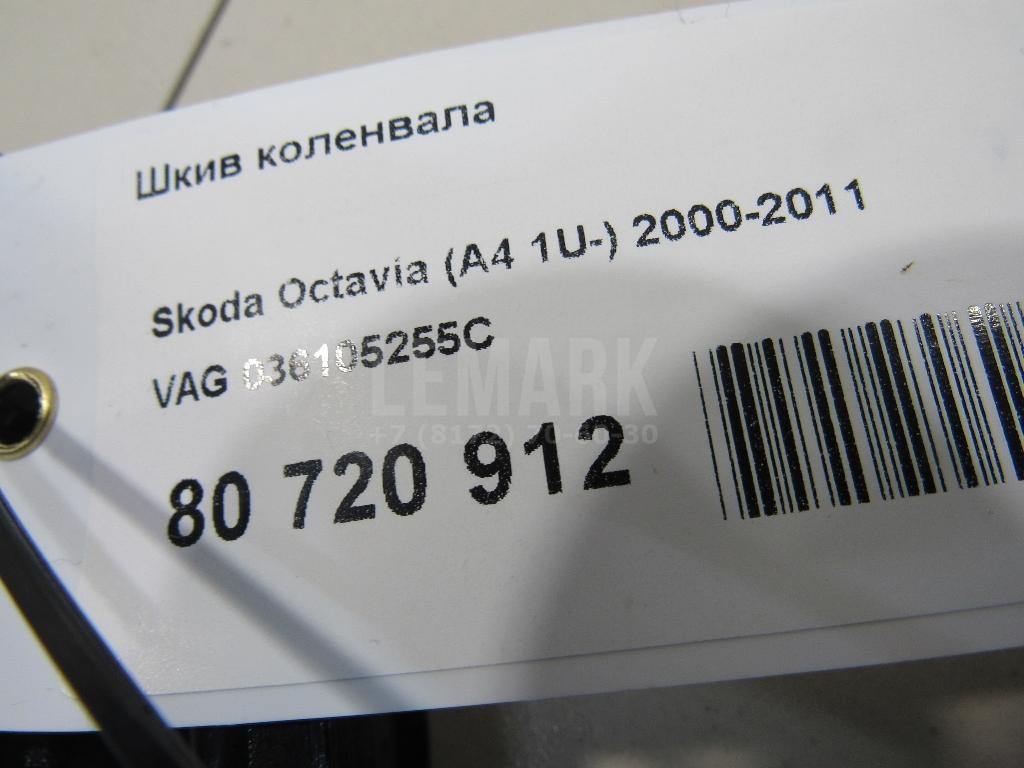 Шкив коленвала
Skoda Octavia (A4 1U-) 2000-2011
VAG 036105255C
LEMARK
80 720 912